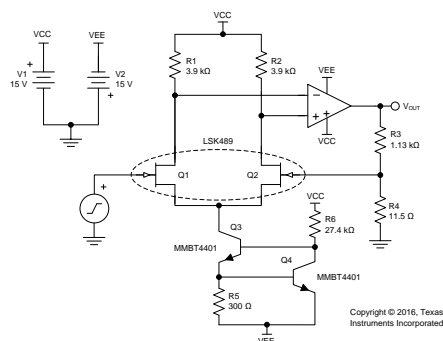 VCC
VCC
VEE
V1
15 V
V2
15 V
+
+
R1
3.9 kΩ
R2
3.9 kΩ
VEE
VOUT
−
+
+
VCC
R3
1.13 kΩ
LSK489
Q1
Q2
+
VCC
R4
11.5 Ω
R6
27.4 kΩ
Q3
MMBT4401
Q4
MMBT4401
R5
300 Ω
VEE
Copyright © 2016, Texas
Instruments Incorporated